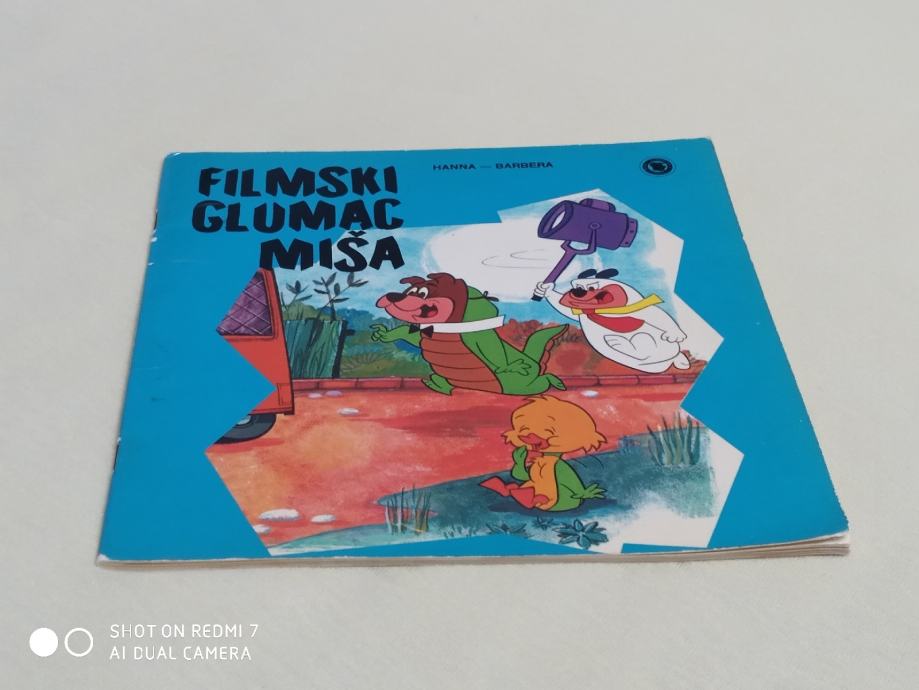 FILMSKI
GLUMAC
MIŠA
HANNA — BARBERA
SHOT ON REDMI 7
AI DUAL CAMERA